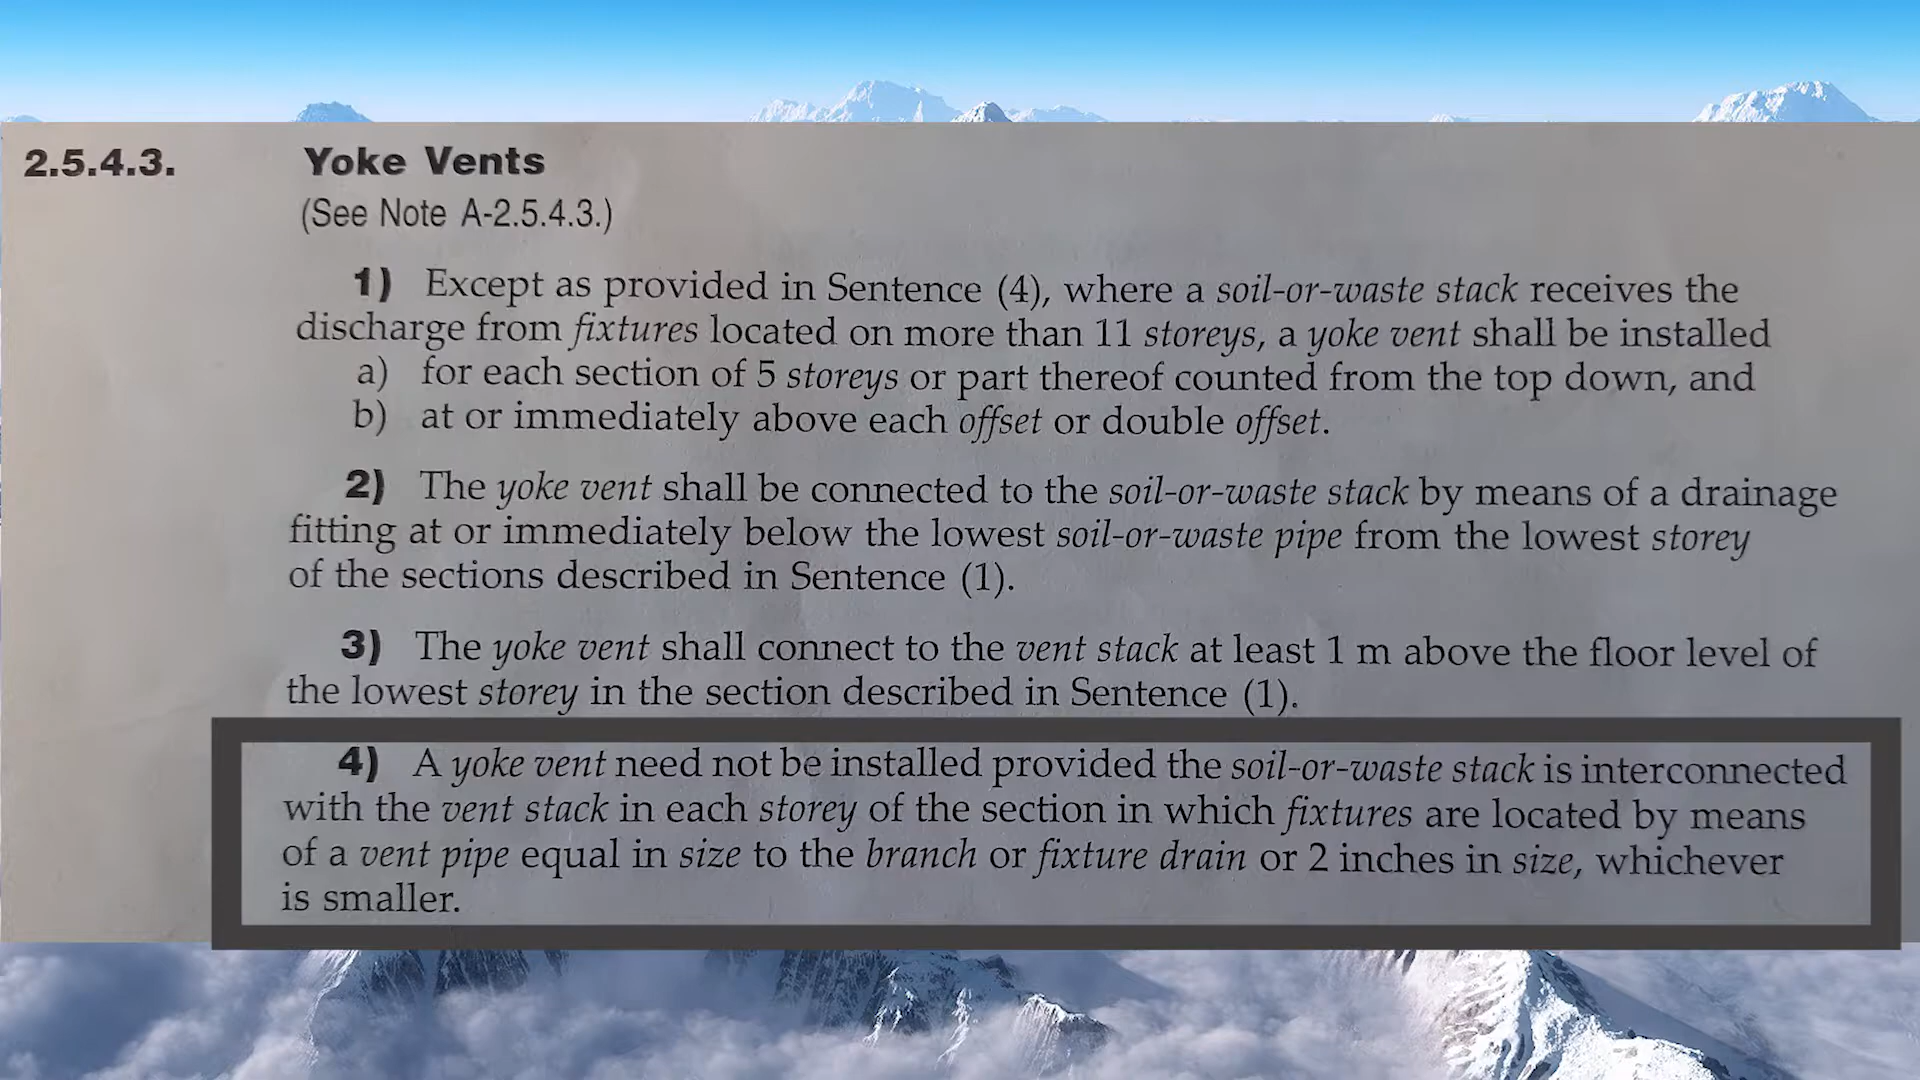 2.5.4.3. Yoke Vents
(See Note A-2.5.4.3.)
1) Except as provided in Sentence (4), where a soil-or-waste stack receives the
discharge from fixtures located on more than 11 storeys, a yoke vent shall be installed
a) for each section of 5 storeys or part thereof counted from the top down, and
b) at or immediately above each offset or double offset.
2) The yoke vent shall be connected to the soil-or-waste stack by means of a drainage
fitting at or immediately below the lowest soil-or-waste pipe from the lowest storey
of the sections described in Sentence (1).
3) The yoke vent shall connect to the vent stack at least 1 m above the floor level of
the lowest storey in the section described in Sentence (1).
4) A yoke vent need not be installed provided the soil-or-waste stack is interconnected
with the vent stack in each storey of the section in which fixtures are located by means
of a vent pipe equal in size to the branch or fixture drain or 2 inches in size, whichever
is smaller.